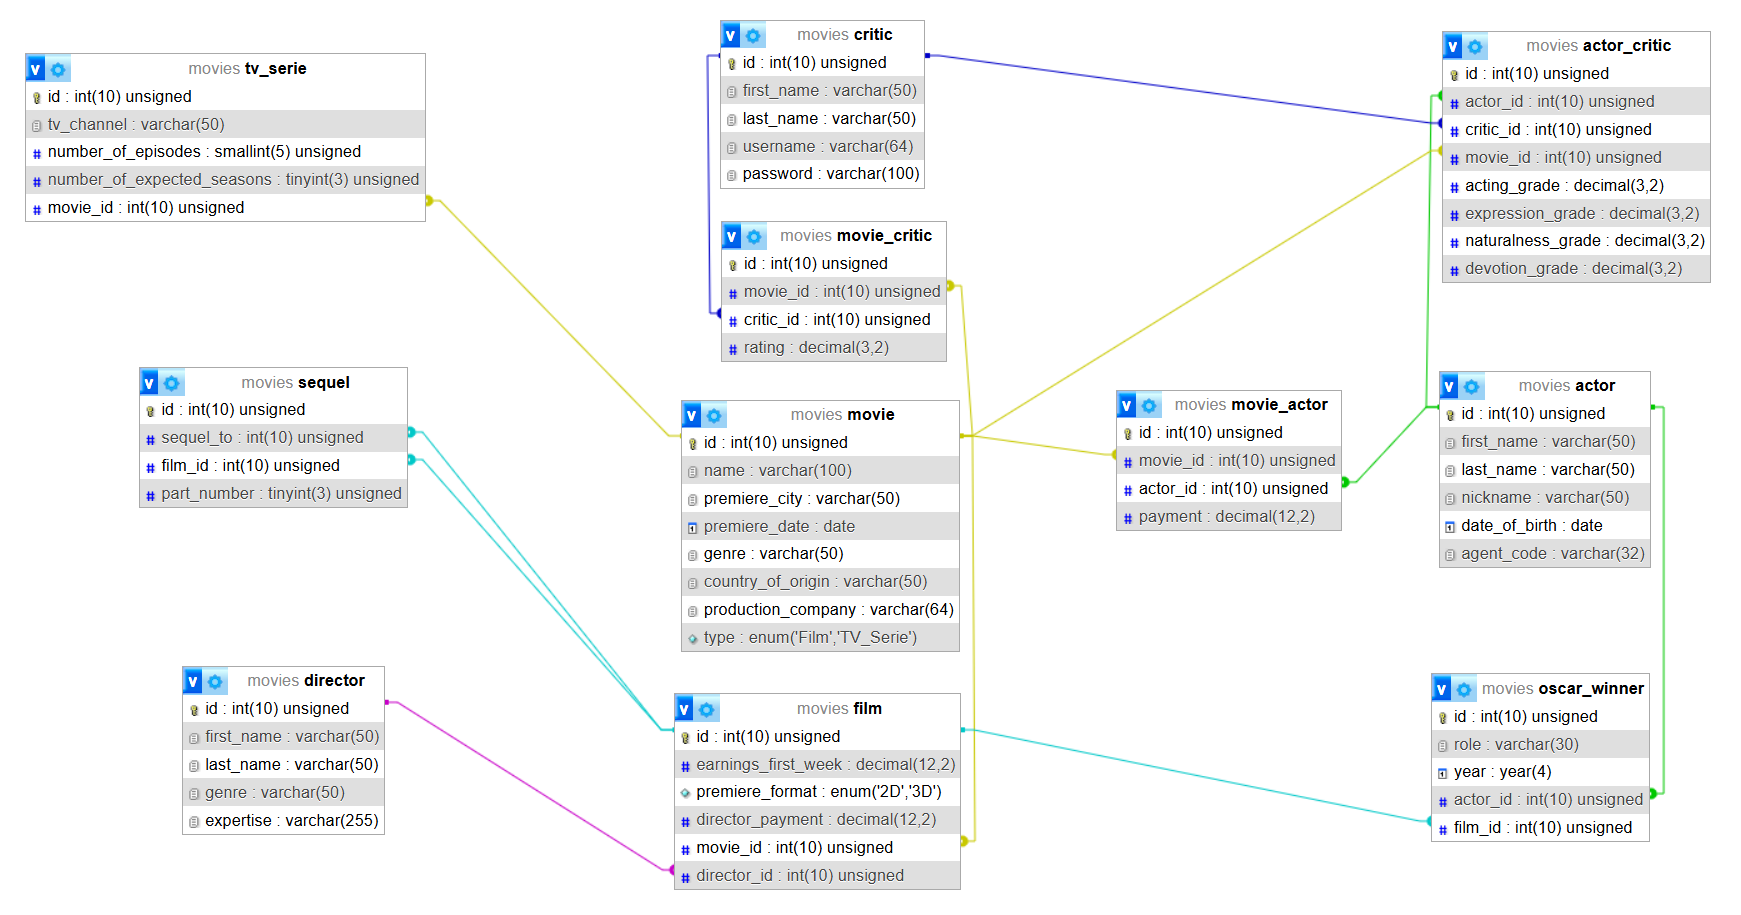 movies tv_serie
id : int(10) unsigned
tv_channel : varchar(50)
number_of_episodes : smallint(5) unsigned
number_of_expected_seasons : tinyint(3) unsigned
movie_id : int(10) unsigned
movies critic
id : int(10) unsigned
first_name : varchar(50)
last_name : varchar(50)
username : varchar(64)
password : varchar(100)
movies actor_critic
id : int(10) unsigned
actor_id : int(10) unsigned
critic_id : int(10) unsigned
movie_id : int(10) unsigned
acting_grade : decimal(3,2)
expression_grade : decimal(3,2)
naturalness_grade : decimal(3,2)
devotion_grade : decimal(3,2)
movies movie_critic
id : int(10) unsigned
movie_id : int(10) unsigned
critic_id : int(10) unsigned
rating : decimal(3,2)
movies sequel
id : int(10) unsigned
sequel_to : int(10) unsigned
film_id : int(10) unsigned
part_number : tinyint(3) unsigned
movies movie
id : int(10) unsigned
name : varchar(100)
premiere_city : varchar(50)
premiere_date : date
genre : varchar(50)
country_of_origin : varchar(50)
production_company : varchar(64)
type : enum('Film','TV_Serie')
movies movie_actor
id : int(10) unsigned
movie_id : int(10) unsigned
actor_id : int(10) unsigned
payment : decimal(12,2)
movies actor
id : int(10) unsigned
first_name : varchar(50)
last_name : varchar(50)
nickname : varchar(50)
date_of_birth : date
agent_code : varchar(32)
movies director
id : int(10) unsigned
first_name : varchar(50)
last_name : varchar(50)
genre : varchar(50)
expertise : varchar(255)
movies film
id : int(10) unsigned
earnings_first_week : decimal(12,2)
premiere_format : enum('2D','3D')
director_payment : decimal(12,2)
movie_id : int(10) unsigned
director_id : int(10) unsigned
movies oscar_winner
id : int(10) unsigned
role : varchar(30)
year : year(4)
actor_id : int(10) unsigned
film_id : int(10) unsigned